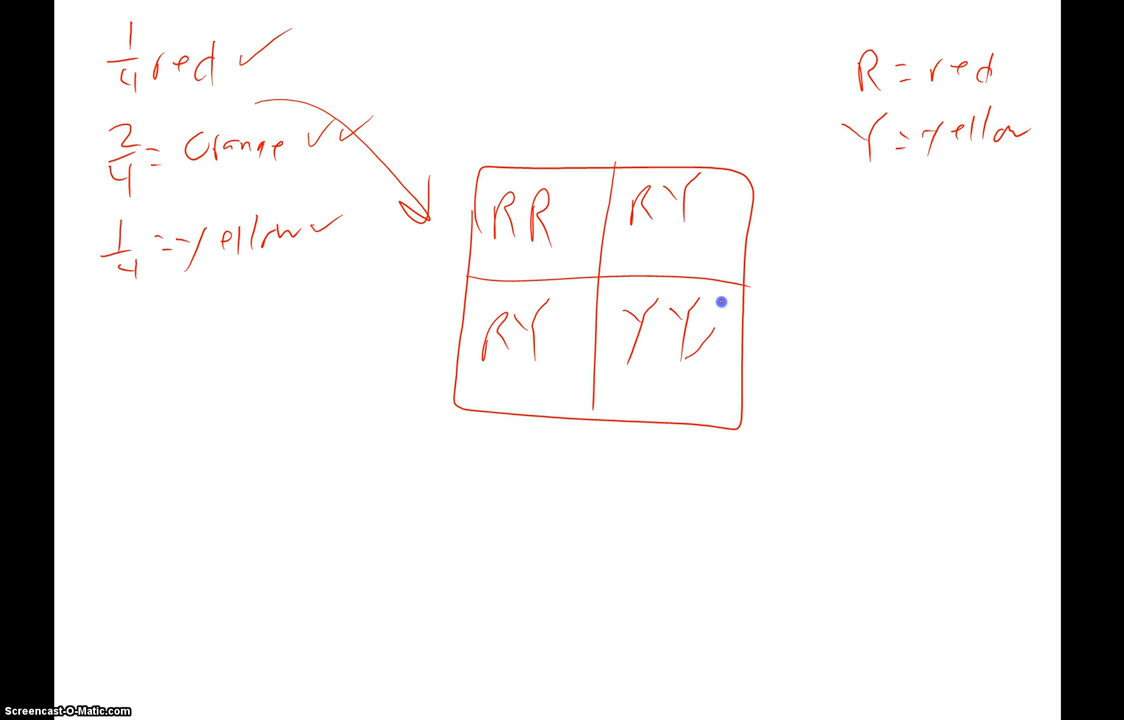 1/4 red ✓
2/4 = Orange ✓✓
1/4 = yellow ✓
R = red
Y = yellow
RR RY
RY YY
Screencast-O-Matic.com